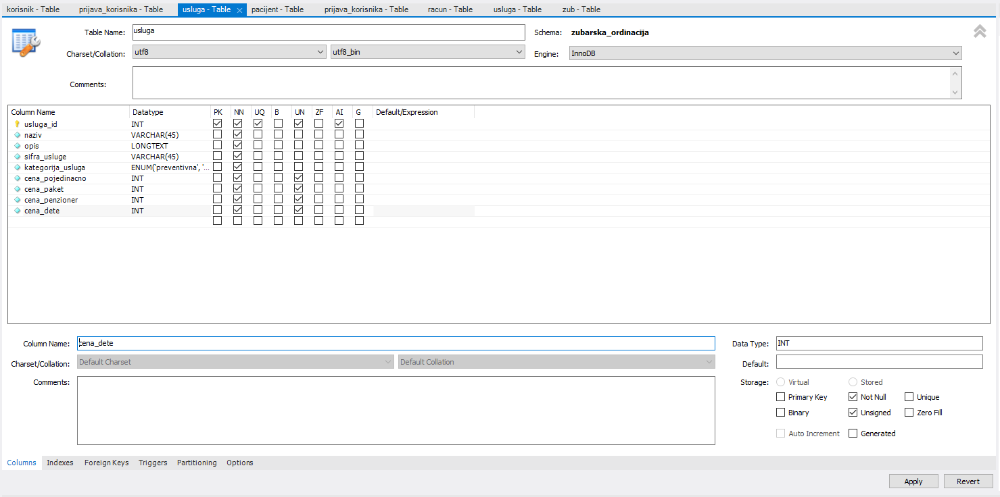 korisnik - Table prijava_korisnika - Table usluga - Table pacijent - Table prijava_korisnika - Table racun - Table usluga - Table zub - Table
Table Name: usluga Schema: zubarska_ordinacija
Charset/Collation: utf8 utf8_bin Engine: InnoDB
Comments:
Column Name Datatype PK NN UQ B UN ZF AI G Default/Expression
usluga_id INT
naziv VARCHAR(45)
opis LONGTEXT
sifra_usluge VARCHAR(45)
kategorija_usluga ENUM('preventivna', '...
cena_pojedinacno INT
cena_paket INT
cena_penzioner INT
cena_dete INT
Column Name: cena_dete Data Type: INT
Charset/Collation: Default Charset Default Collation Default:
Comments: Storage: Virtual Stored
Primary Key Not Null Unique
Binary Unsigned Zero Fill
Auto Increment Generated
Columns Indexes Foreign Keys Triggers Partitioning Options
Apply Revert